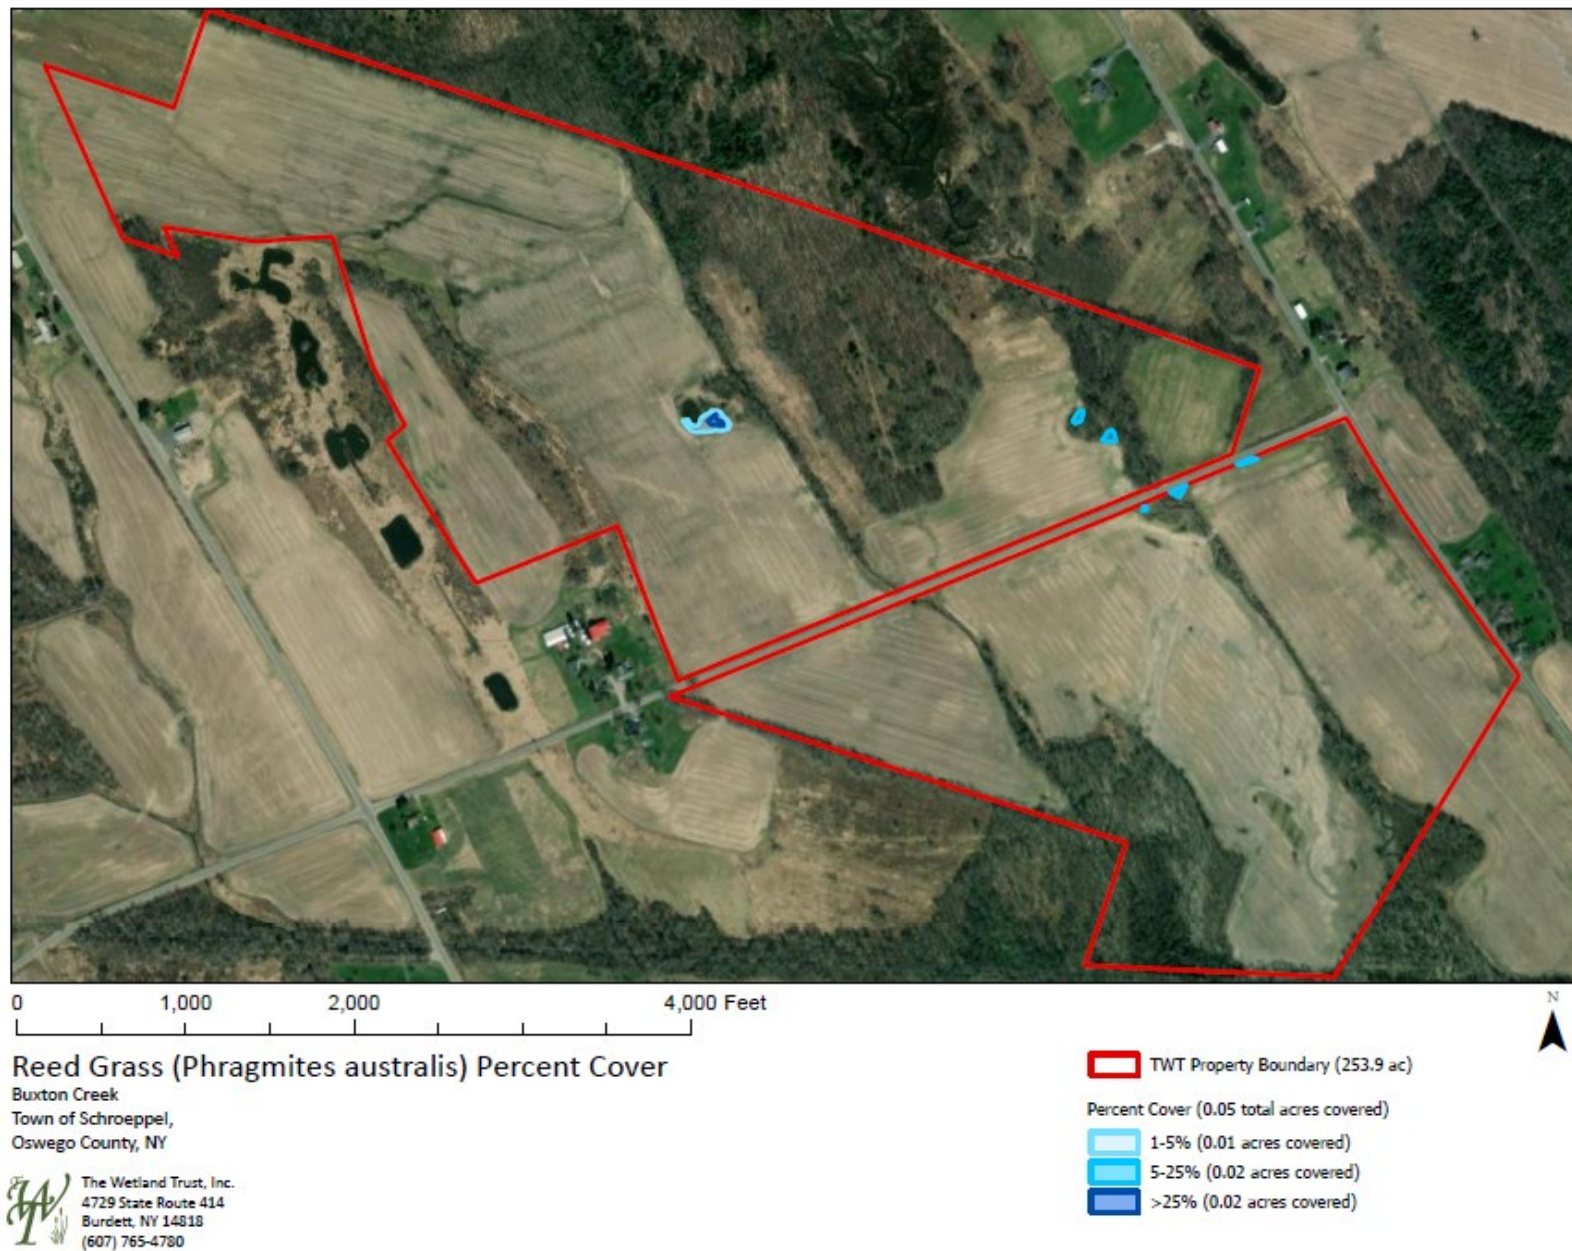 0 1,000 2,000 4,000 Feet
N
Reed Grass (Phragmites australis) Percent Cover
Buxton Creek
Town of Schroeppel,
Oswego County, NY
The Wetland Trust, Inc.
4729 State Route 414
Burdett, NY 14818
(607) 765-4780
TWT Property Boundary (253.9 ac)
Percent Cover (0.05 total acres covered)
1-5% (0.01 acres covered)
5-25% (0.02 acres covered)
>25% (0.02 acres covered)